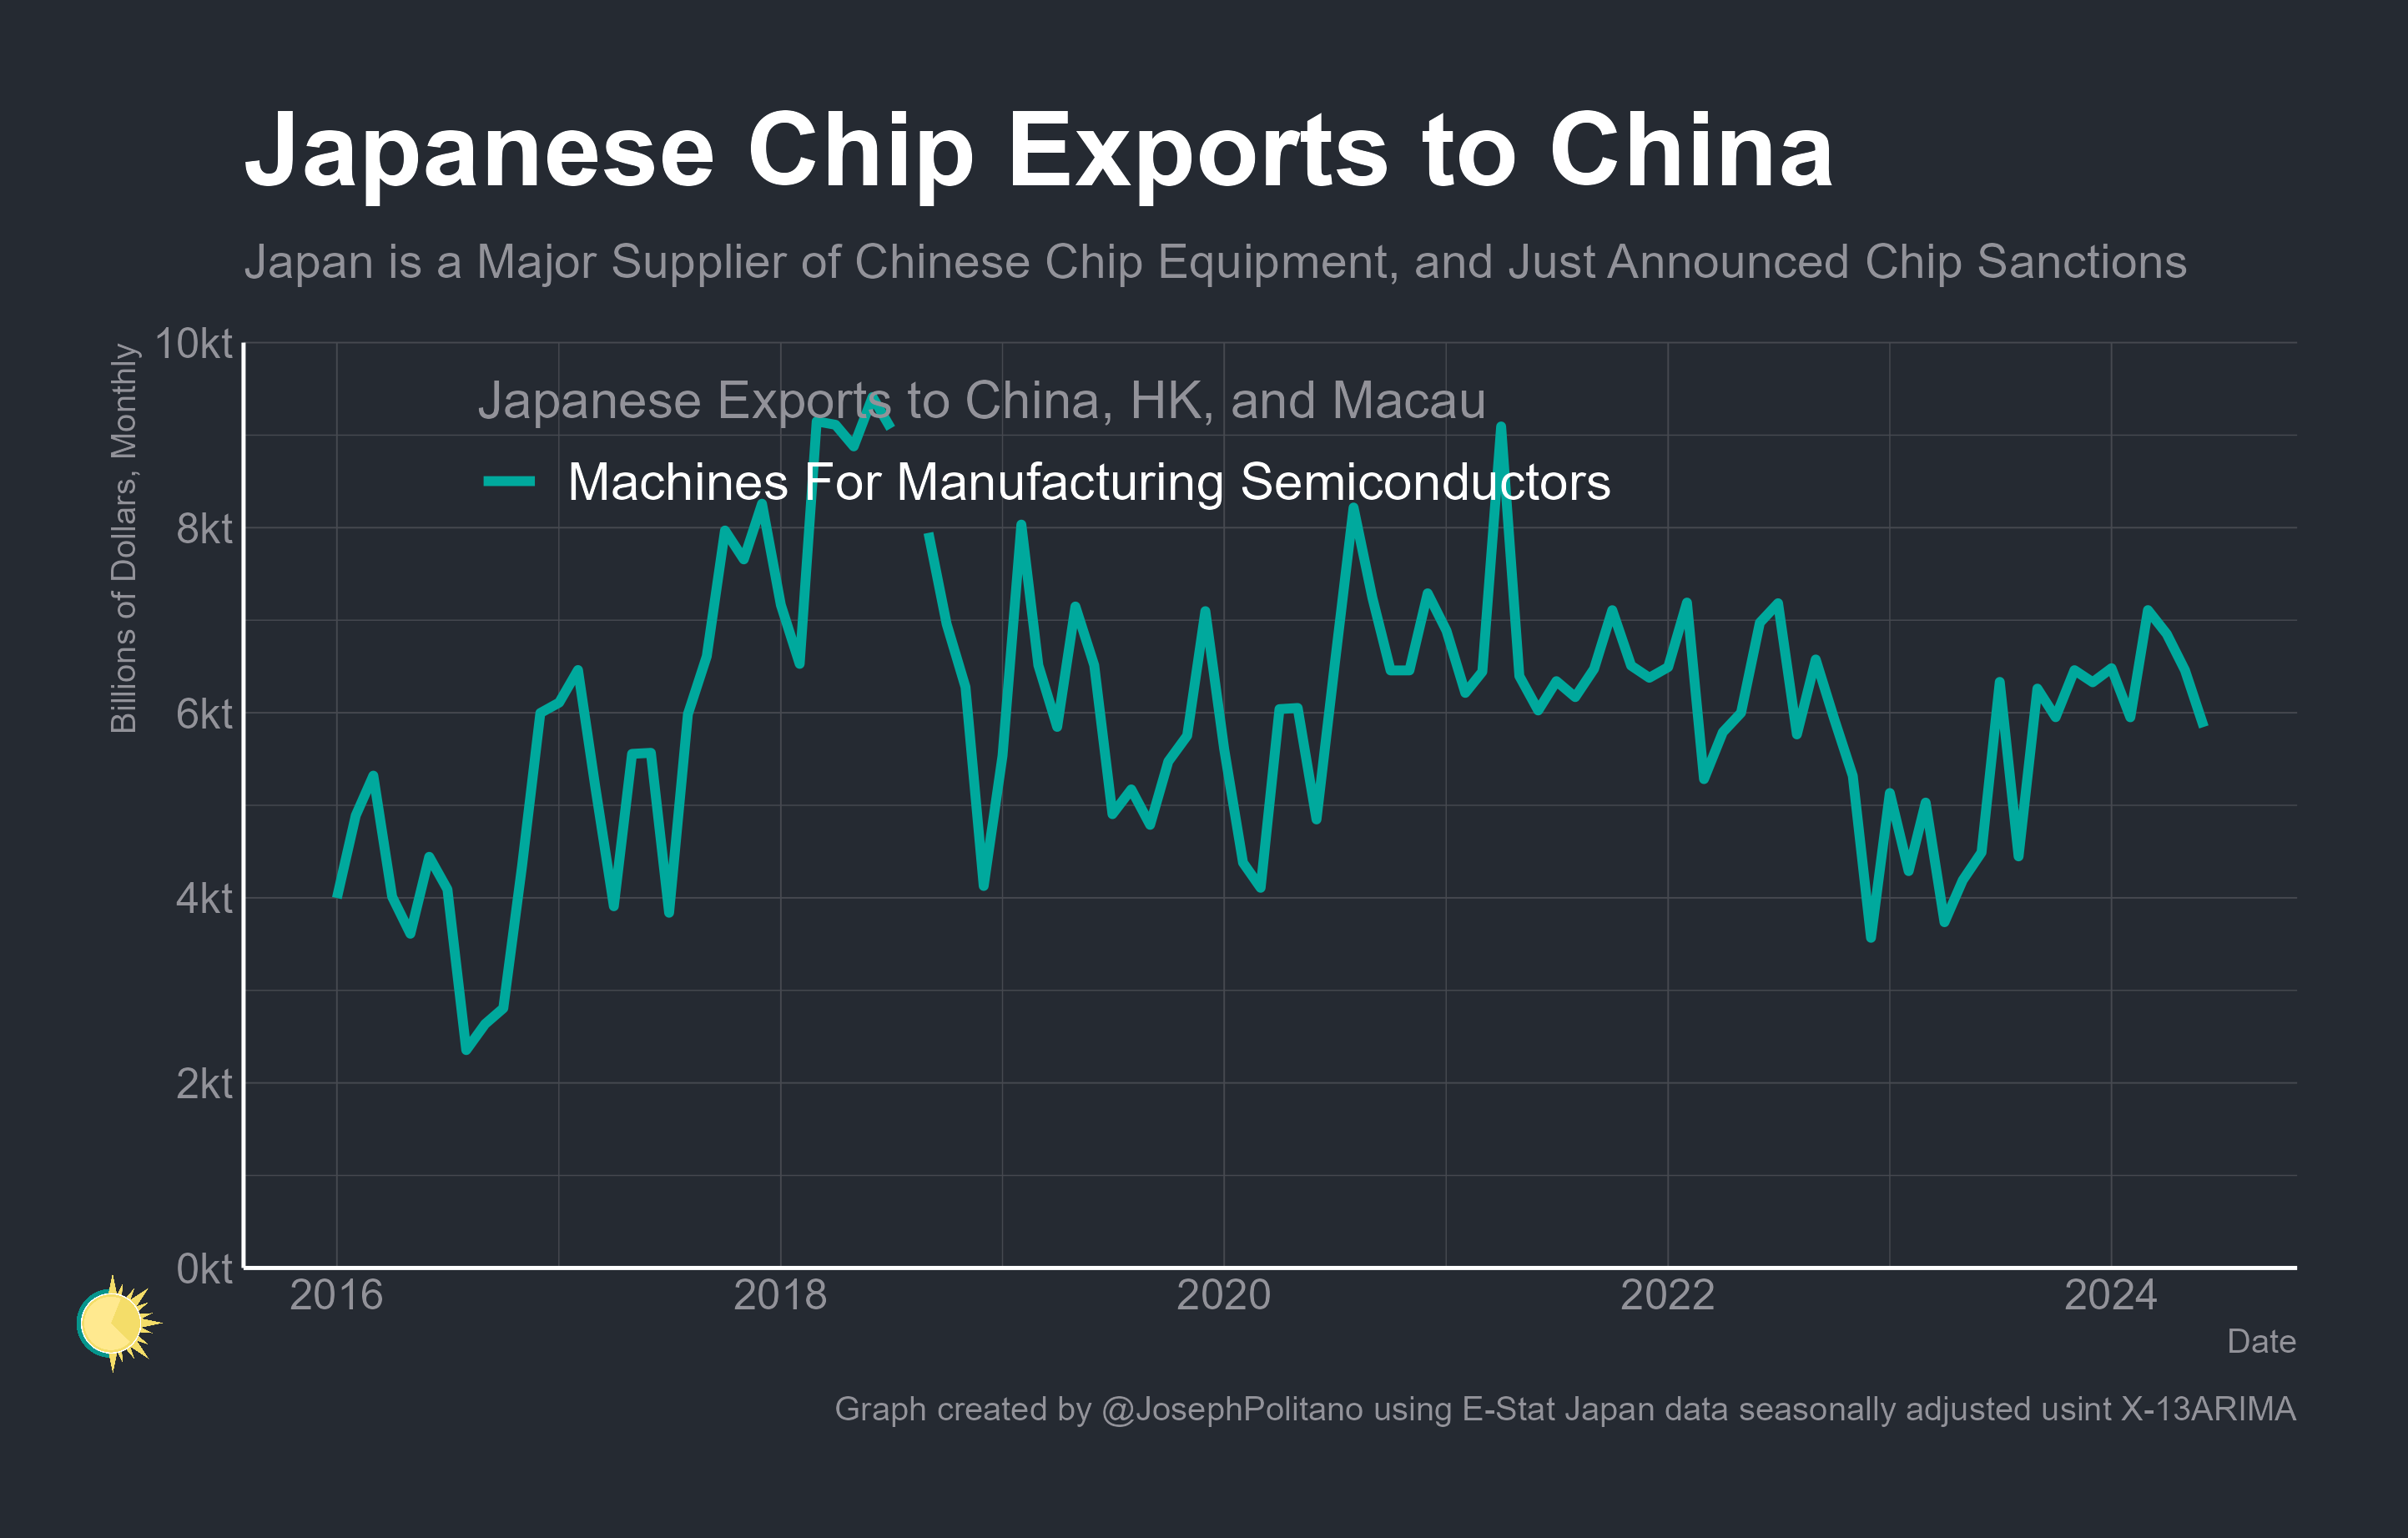 Japanese Chip Exports to China
Japan is a Major Supplier of Chinese Chip Equipment, and Just Announced Chip Sanctions
Billions of Dollars, Monthly
10kt
8kt
6kt
4kt
2kt
0kt
Japanese Exports to China, HK, and Macau
Machines For Manufacturing Semiconductors
2016
2018
2020
2022
2024
Date
Graph created by @JosephPolitano using E-Stat Japan data seasonally adjusted usint X-13ARIMA